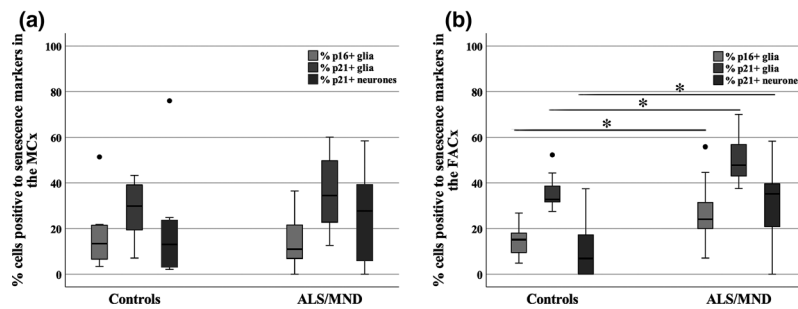 (a)
% cells positive to senescence markers in
the MCx
100
80
60
40
20
0
% p16+ glia
% p21+ glia
% p21+ neurones
Controls
ALS/MND
(b)
% cells positive to senescence markers in
the FACx
100
80
60
40
20
0
% p16+ glia
% p21+ glia
% p21+ neurone
*
*
*
Controls
ALS/MND